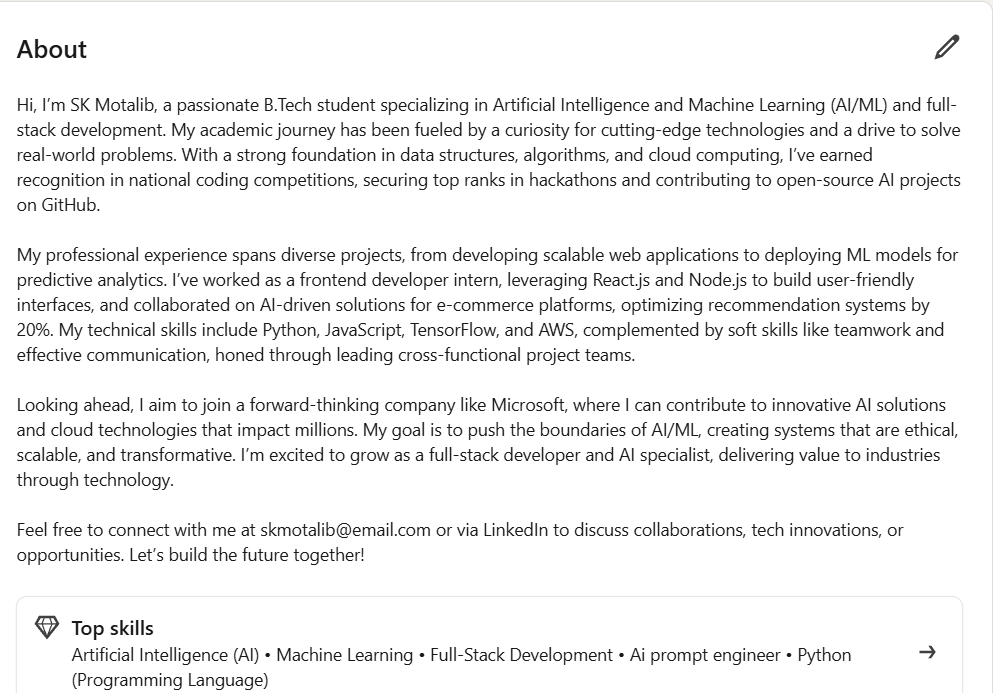 About
Hi, I’m SK Motalib, a passionate B.Tech student specializing in Artificial Intelligence and Machine Learning (AI/ML) and full-
stack development. My academic journey has been fueled by a curiosity for cutting-edge technologies and a drive to solve
real-world problems. With a strong foundation in data structures, algorithms, and cloud computing, I’ve earned
recognition in national coding competitions, securing top ranks in hackathons and contributing to open-source AI projects
on GitHub.
My professional experience spans diverse projects, from developing scalable web applications to deploying ML models for
predictive analytics. I’ve worked as a frontend developer intern, leveraging React.js and Node.js to build user-friendly
interfaces, and collaborated on AI-driven solutions for e-commerce platforms, optimizing recommendation systems by
20%. My technical skills include Python, JavaScript, TensorFlow, and AWS, complemented by soft skills like teamwork and
effective communication, honed through leading cross-functional project teams.
Looking ahead, I aim to join a forward-thinking company like Microsoft, where I can contribute to innovative AI solutions
and cloud technologies that impact millions. My goal is to push the boundaries of AI/ML, creating systems that are ethical,
scalable, and transformative. I’m excited to grow as a full-stack developer and AI specialist, delivering value to industries
through technology.
Feel free to connect with me at skmotalib@email.com or via LinkedIn to discuss collaborations, tech innovations, or
opportunities. Let’s build the future together!
Top skills
Artificial Intelligence (AI) • Machine Learning • Full-Stack Development • Ai prompt engineer • Python
(Programming Language)